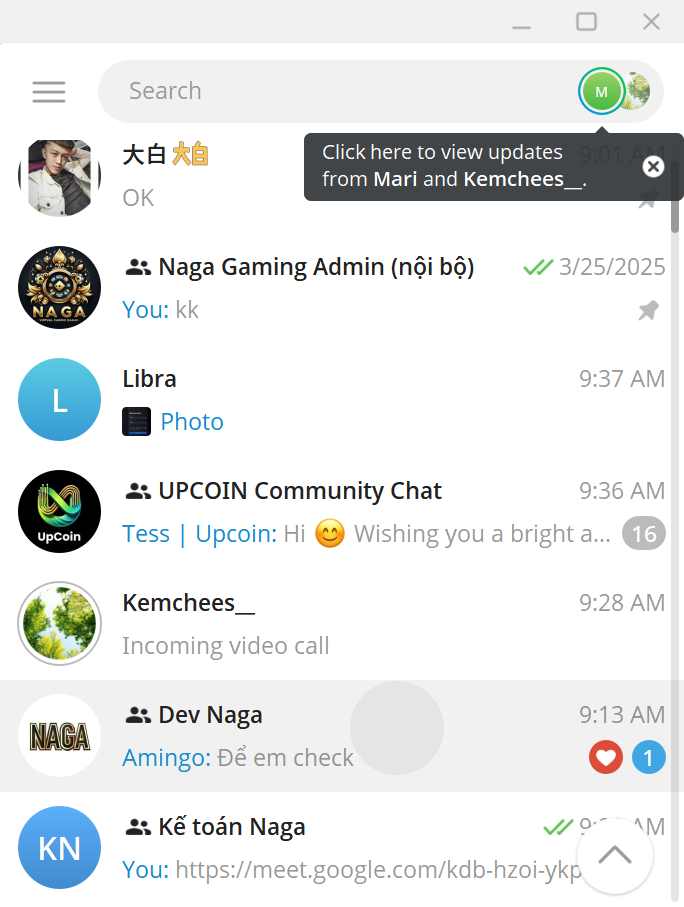 Search
M
Click here to view updates
from Mari and Kemchees__.
大白 大白
9:01 AM
OK
Naga Gaming Admin (nội bộ)
3/25/2025
NAGA
You: kk
Libra
9:37 AM
L
Photo
UPCOIN Community Chat
9:36 AM
UpCoin
Tess | Upcoin: Hi 😊 Wishing you a bright a...
16
Kemchees__
9:28 AM
Incoming video call
Dev Naga
9:13 AM
NAGA
Amingo: Để em check
1
Kế toán Naga
AM
KN
You: https://meet.google.com/kdb-hzoi-ykp